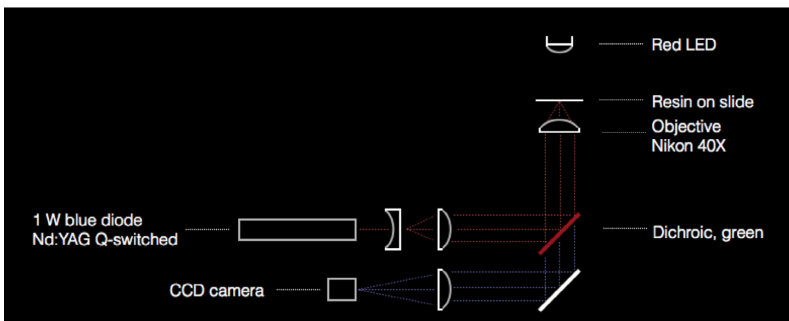 Red LED
Resin on slide
Objective
Nikon 40X
1 W blue diode
Nd:YAG Q-switched
Dichroic, green
CCD camera